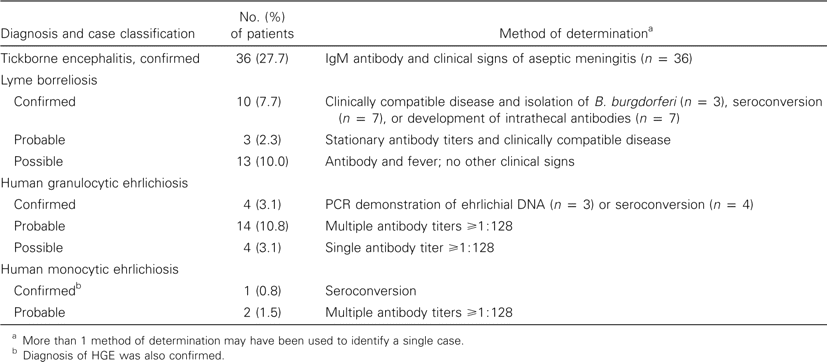 Diagnosis and case classification No. (%) of patients Method of determination^a
Tickborne encephalitis, confirmed 36 (27.7) IgM antibody and clinical signs of aseptic meningitis (n = 36)
Lyme borreliosis
Confirmed 10 (7.7) Clinically compatible disease and isolation of B. burgdorferi (n = 3), seroconversion
(n = 7), or development of intrathecal antibodies (n = 7)
Probable 3 (2.3) Stationary antibody titers and clinically compatible disease
Possible 13 (10.0) Antibody and fever; no other clinical signs
Human granulocytic ehrlichiosis
Confirmed 4 (3.1) PCR demonstration of ehrlichial DNA (n = 3) or seroconversion (n = 4)
Probable 14 (10.8) Multiple antibody titers ⩾1:128
Possible 4 (3.1) Single antibody titer ⩾1:128
Human monocytic ehrlichiosis
Confirmed^b 1 (0.8) Seroconversion
Probable 2 (1.5) Multiple antibody titers ⩾1:128
^a More than 1 method of determination may have been used to identify a single case.
^b Diagnosis of HGE was also confirmed.